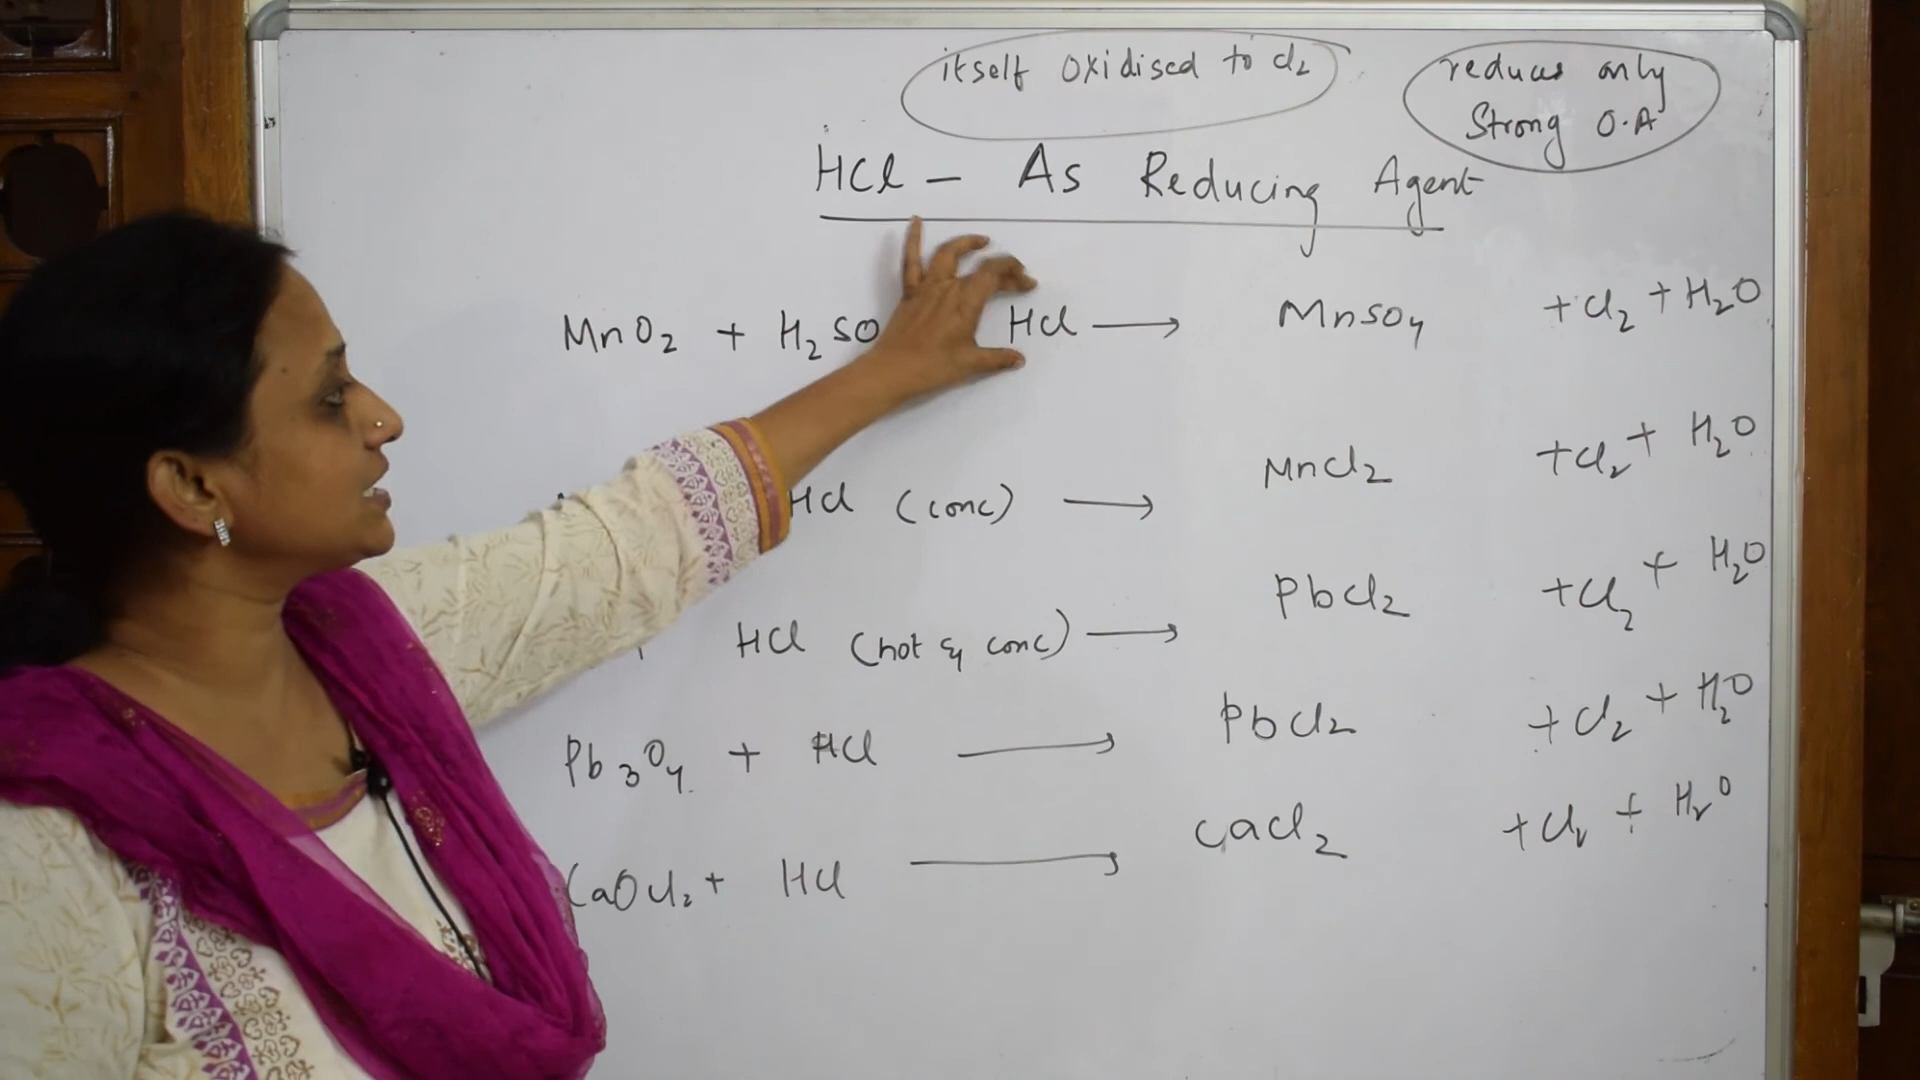 itself oxidised to Cl2
reduces only
Strong O.A
HCl - As Reducing Agent
MnO2 + H2SO HCl → MnSO4 + Cl2 + H2O
HCl (conc) → MnCl2 + Cl2 + H2O
HCl (hot & conc) → PbCl2 + Cl2 + H2O
Pb3O4 + HCl → PbCl2 + Cl2 + H2O
CaOCl2 + HCl → CaCl2 + Cl2 + H2O